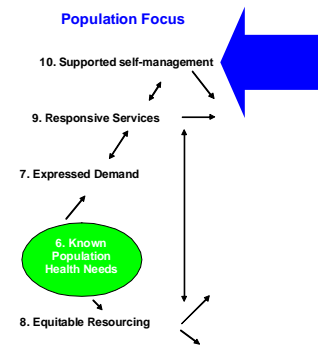 Population Focus
10. Supported self-management
9. Responsive Services
7. Expressed Demand
6. Known
Population
Health Needs
8. Equitable Resourcing